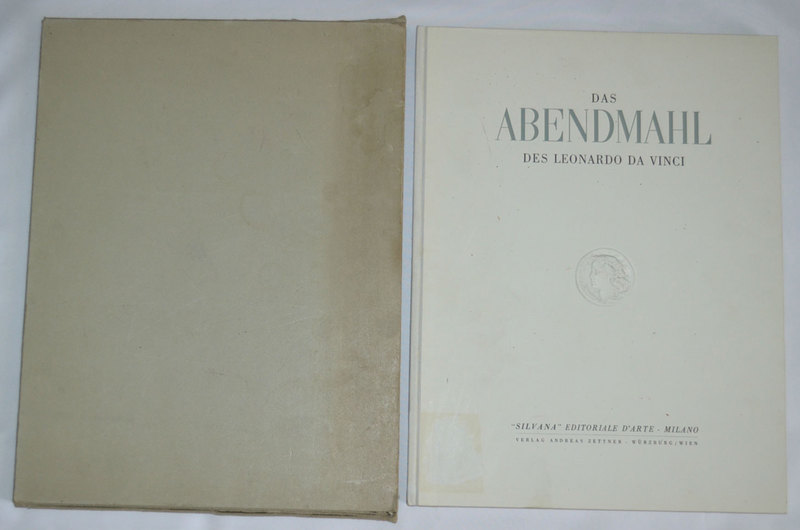 DAS
ABENDMAHL
DES LEONARDO DA VINCI
"SILVANA" EDITORIALE D'ARTE - MILANO
VERLAG ANDREAS ZETTNER - WÜRZBURG/WIEN